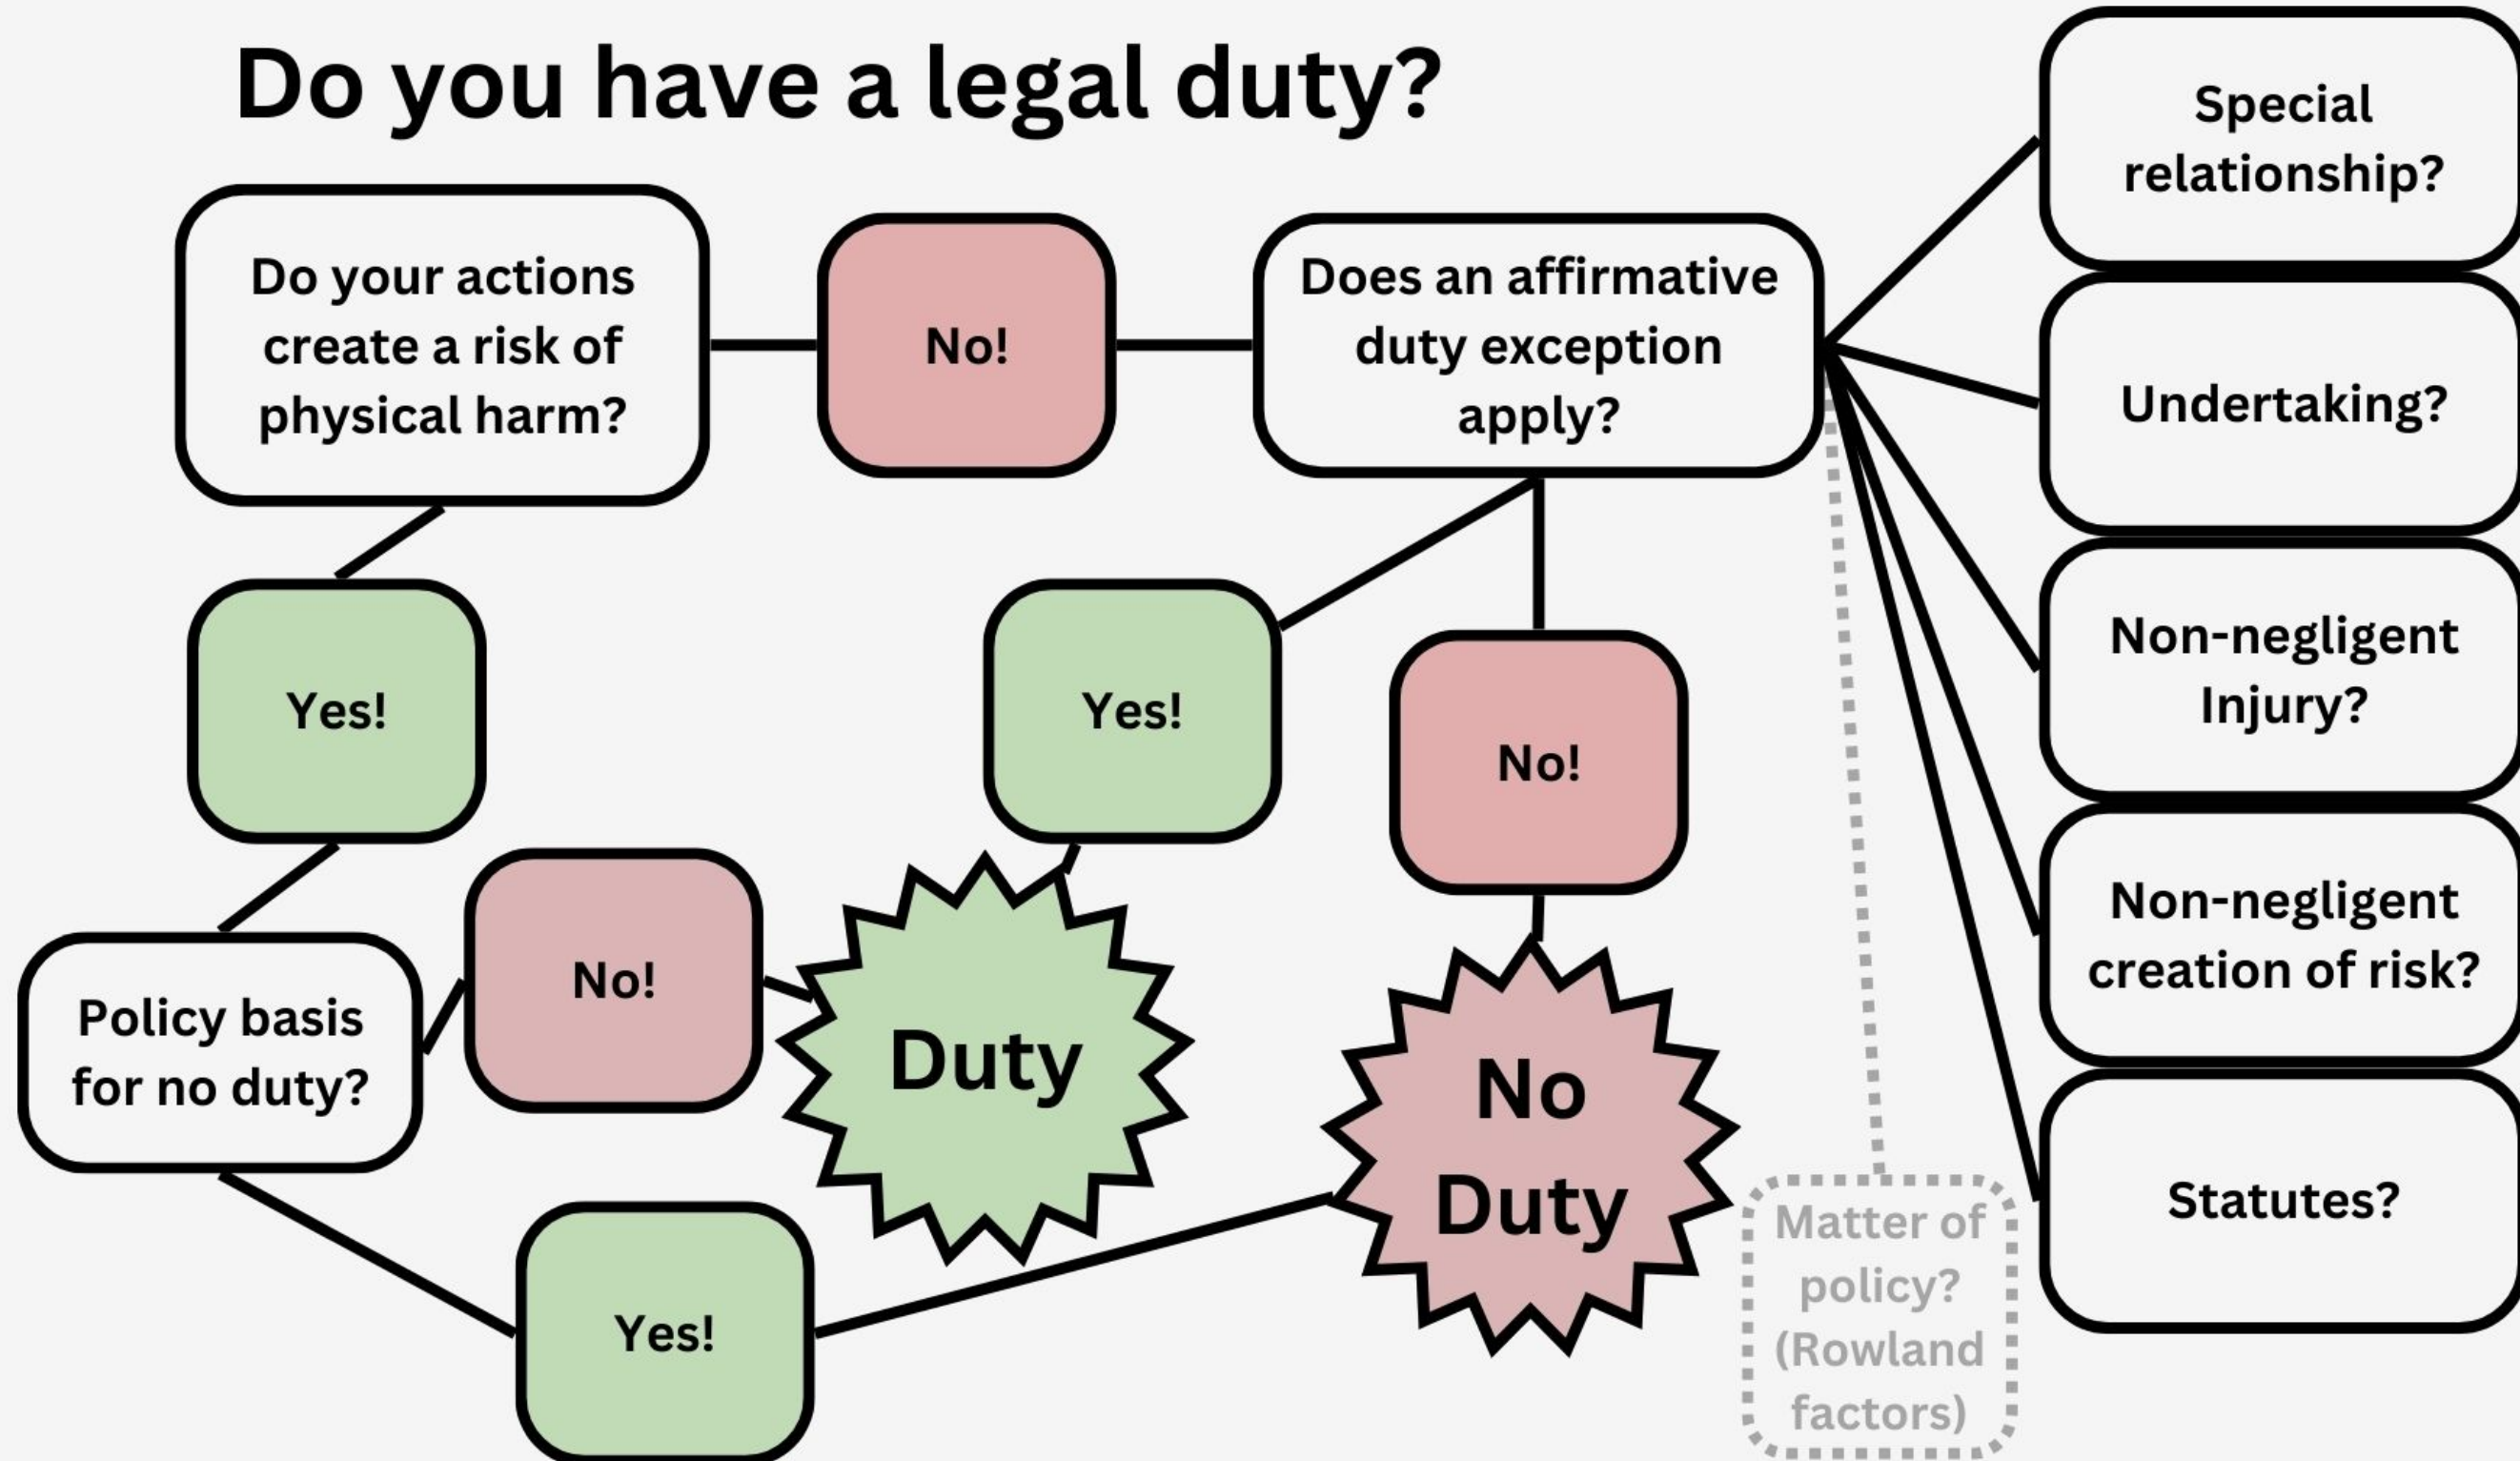 Do you have a legal duty?
Do your actions
create a risk of
physical harm?
No!
Does an affirmative
duty exception
apply?
Special
relationship?
Undertaking?
Non-negligent
Injury?
Non-negligent
creation of risk?
Statutes?
Yes!
Yes!
No!
Policy basis
for no duty?
No!
Duty
No
Duty
Yes!
Matter of
policy?
(Rowland
factors)